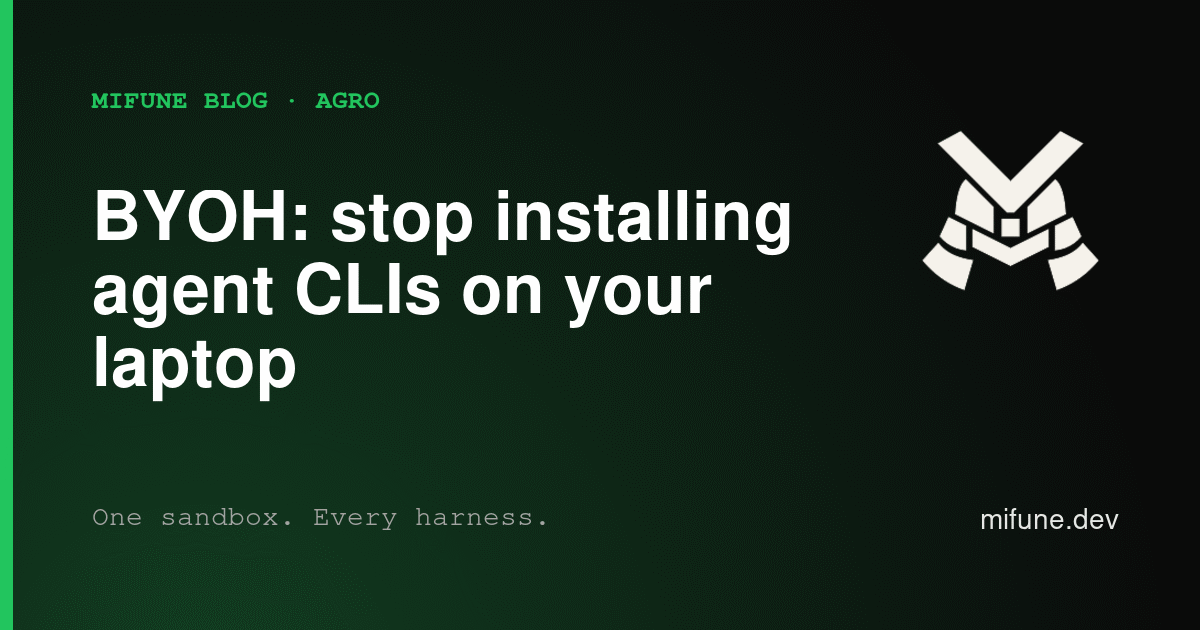 MIFUNE BLOG · AGRO
BYOH: stop installing
agent CLIs on your
laptop
One sandbox. Every harness.
mifune.dev